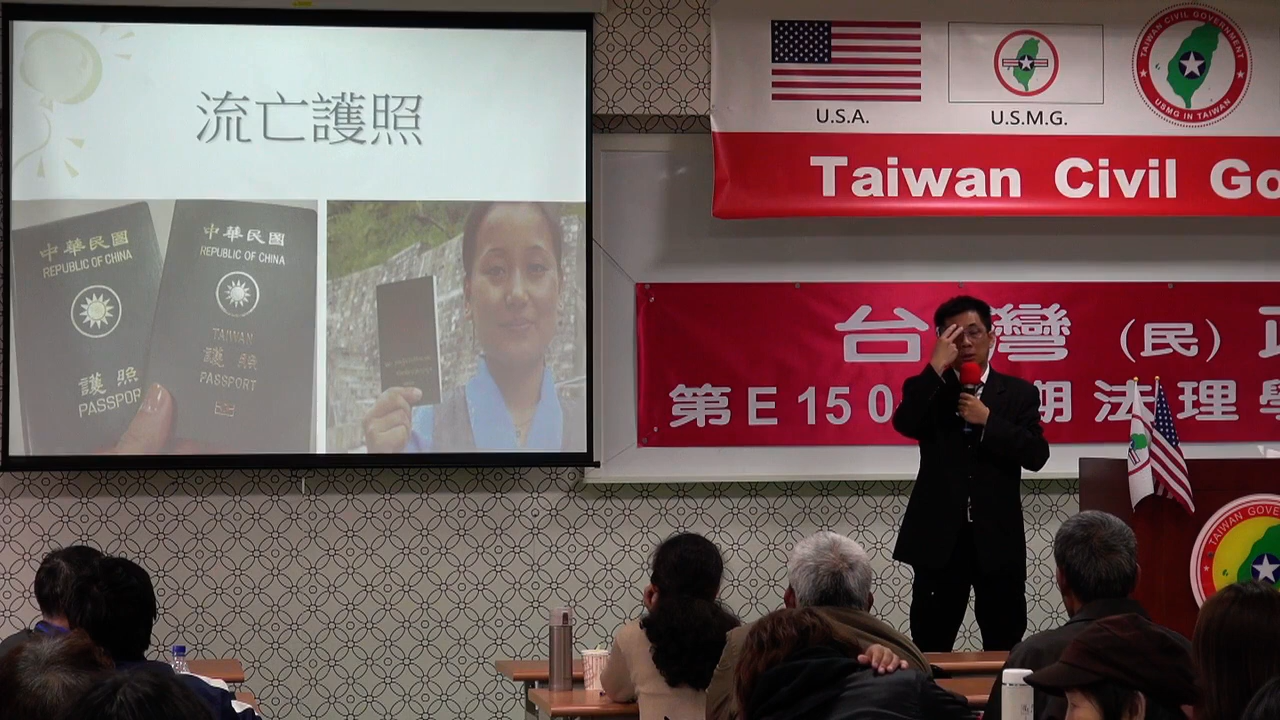 流亡護照
中華民國
REPUBLIC OF CHINA
護照
PASSPOR
中華民國
REPUBLIC OF CHINA
TAIWAN
護照
PASSPORT
U.S.A.
U.S.M.G.
TAIWAN CIVIL GOVERNMENT
USMG IN TAIWAN
Taiwan Civil Go
台灣（民）政
第E150 期法理學
TAIWAN GOVER